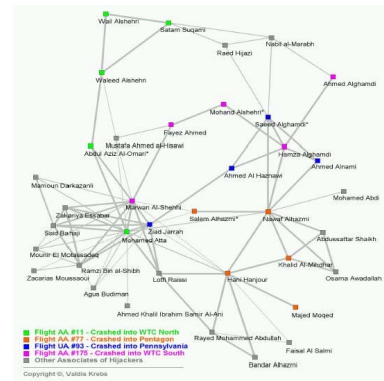 Wail Alshehri
Satam Suqami
Nabil al-Marabh
Raed Hijazi
Waleed Alshehri
Ahmed Alghamdi
Mohand Alshehri*
Saeed Alghamdi*
Fayez Ahmed
Mustafa Ahmed al-Hisawi
Abdul Aziz Al-Omari*
Hamza Alghamdi
Ahmed Alnami
Ahmed Al Haznawi
Mamoun Darkazanli
Marwan Al-Shehhi
Zakariya Essabar
Salem Alhazmi*
Nawaf Alhazmi
Mohamed Abdi
Said Bahaji
Ziad Jarrah
Mohamed Atta
Abdussattar Shaikh
Mounir El Motassadeq
Khalid Al-Mihdhar
Zacarias Moussaoui
Ramzi Bin al-Shibh
Lotfi Raissi
Hani Hanjour
Osama Awadallah
Agus Budiman
Ahmed Khalil Ibrahim Samir Al-Ani
Majed Moqed
Rayed Mohammed Abdullah
Faisal Al Salmi
Bandar Alhazmi
Flight AA #11 - Crashed into WTC North
Flight AA #77 - Crashed into Pentagon
Flight UA #93 - Crashed into Pennsylvania
Flight AA #175 - Crashed into WTC South
Other Associates of Hijackers
Copyright ©, Valdis Krebs